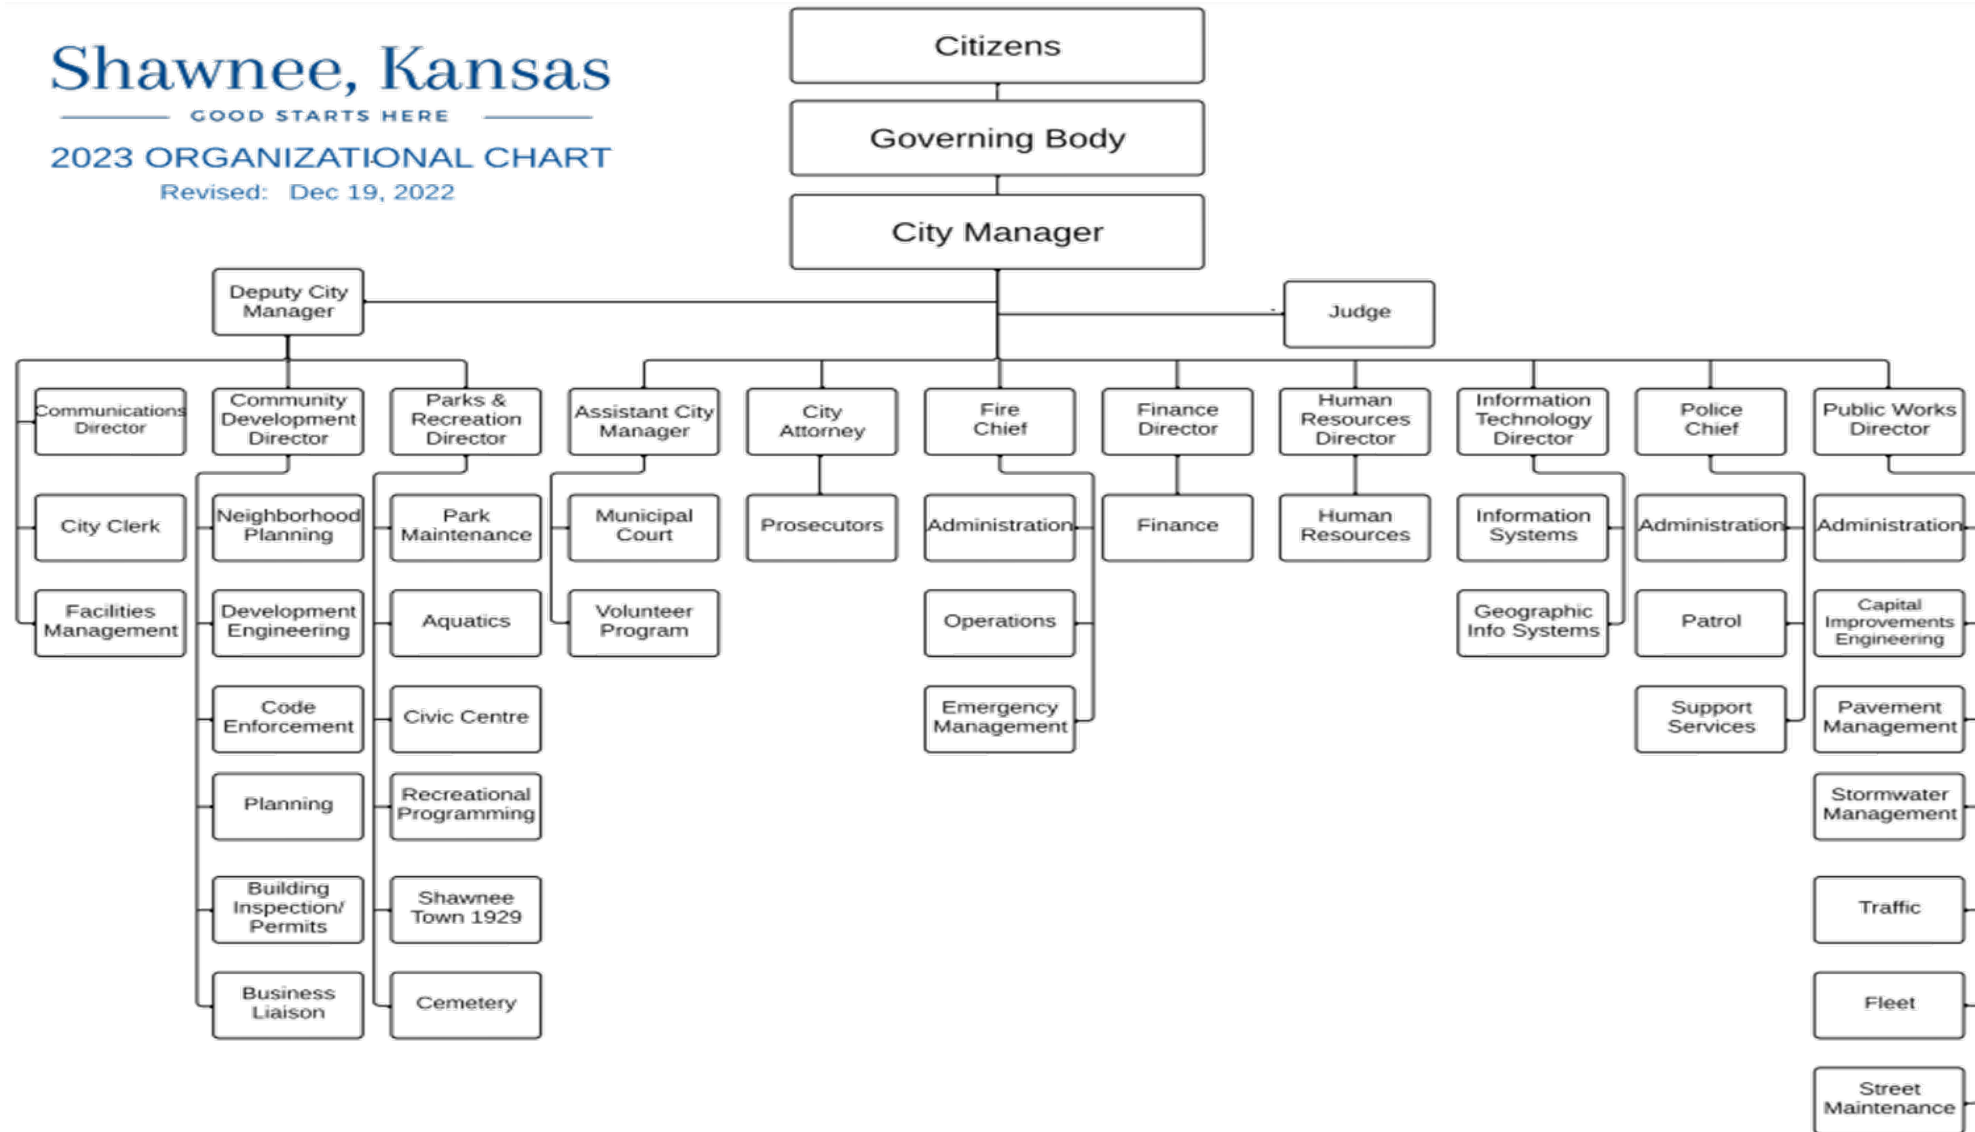 Shawnee, Kansas
GOOD STARTS HERE
2023 ORGANIZATIONAL CHART
Revised: Dec 19, 2022
Citizens
Governing Body
City Manager
Deputy City
Manager
Judge
Communications
Director
Community
Development
Director
Parks &
Recreation
Director
Assistant City
Manager
City
Attorney
Fire
Chief
Finance
Director
Human
Resources
Director
Information
Technology
Director
Police
Chief
Public Works
Director
City Clerk
Neighborhood
Planning
Park
Maintenance
Municipal
Court
Prosecutors
Administration
Finance
Human
Resources
Information
Systems
Administration
Administration
Facilities
Management
Development
Engineering
Aquatics
Volunteer
Program
Operations
Geographic
Info Systems
Patrol
Capital
Improvements
Engineering
Code
Enforcement
Civic Centre
Emergency
Management
Support
Services
Pavement
Management
Planning
Recreational
Programming
Stormwater
Management
Building
Inspection/
Permits
Shawnee
Town 1929
Traffic
Business
Liaison
Cemetery
Fleet
Street
Maintenance